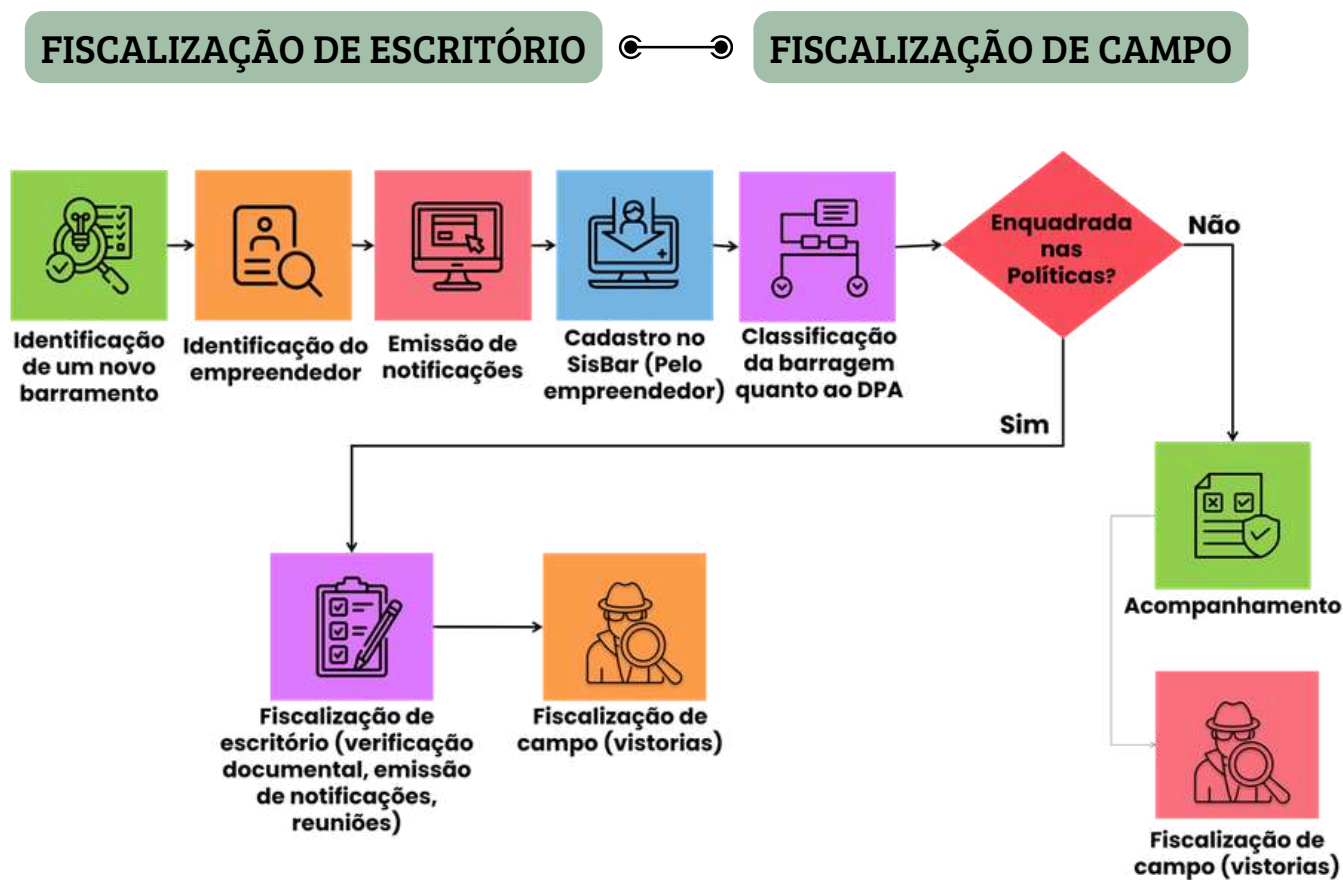 FISCALIZAÇÃO DE ESCRITÓRIO
FISCALIZAÇÃO DE CAMPO
Identificação
de um novo
barramento
Identificação do
empreendedor
Emissão de
notificações
Cadastro no
SisBar (Pelo
empreendedor)
Classificação
da barragem
quanto ao DPA
Enquadrada
nas
Políticas?
Não
Sim
Acompanhamento
Fiscalização de
escritório (verificação
documental, emissão
de notificações,
reuniões)
Fiscalização de
campo (vistorias)
Fiscalização de
campo (vistorias)